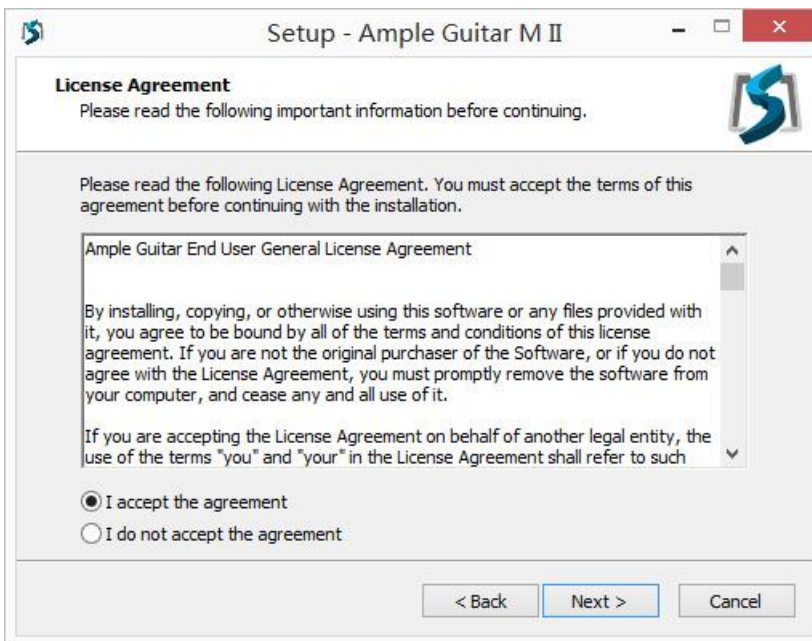 Setup - Ample Guitar M II
License Agreement
Please read the following important information before continuing.
Please read the following License Agreement. You must accept the terms of this
agreement before continuing with the installation.
Ample Guitar End User General License Agreement
By installing, copying, or otherwise using this software or any files provided with
it, you agree to be bound by all of the terms and conditions of this license
agreement. If you are not the original purchaser of the Software, or if you do not
agree with the License Agreement, you must promptly remove the software from
your computer, and cease any and all use of it.
If you are accepting the License Agreement on behalf of another legal entity, the
use of the terms "you" and "your" in the License Agreement shall refer to such
I accept the agreement
I do not accept the agreement
< Back Next > Cancel